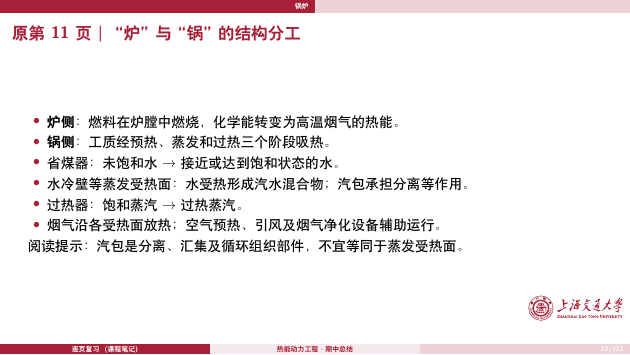 锅炉
原第 11 页 | “炉”与“锅”的结构分工
• 炉侧：燃料在炉膛中燃烧，化学能转变为高温烟气的热能。
• 锅侧：工质经预热、蒸发和过热三个阶段吸热。
• 省煤器：未饱和水 → 接近或达到饱和状态的水。
• 水冷壁等蒸发受热面：水受热形成汽水混合物；汽包承担分离等作用。
• 过热器：饱和蒸汽 → 过热蒸汽。
• 烟气沿各受热面放热；空气预热、引风及烟气净化设备辅助运行。
阅读提示：汽包是分离、汇集及循环组织部件，不宜等同于蒸发受热面。
上海交通大学
SHANGHAI JIAO TONG UNIVERSITY
逐页复习（课程笔记）
热能动力工程 · 期中总结
17/111